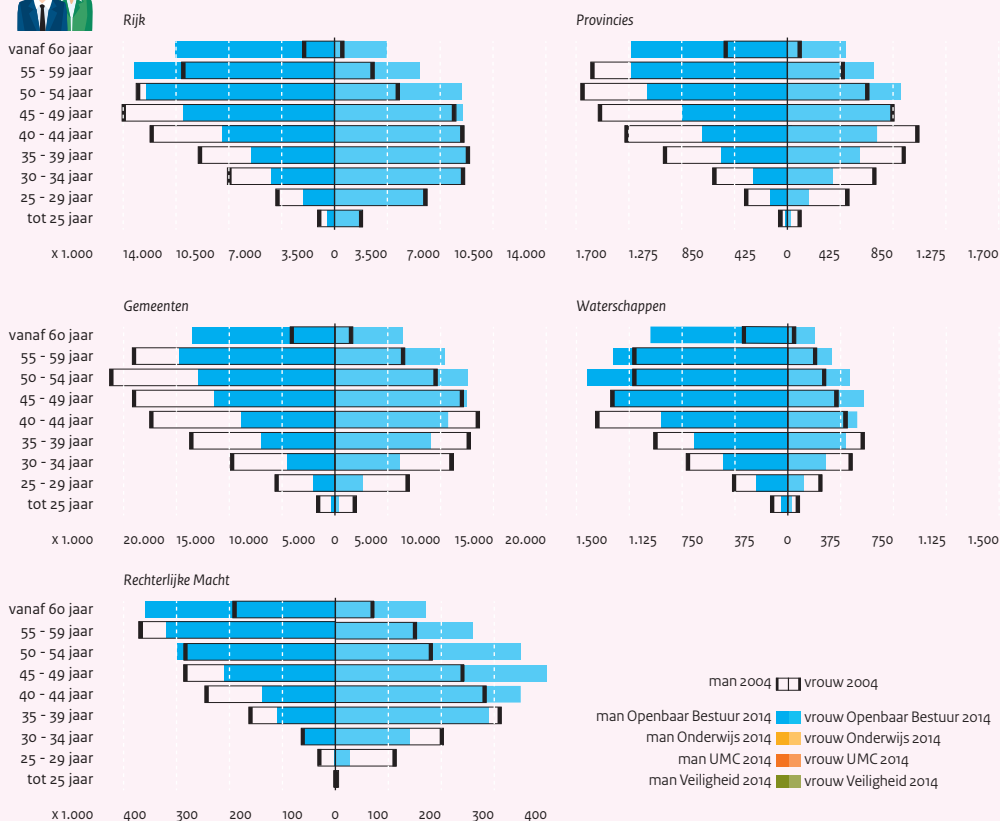 Rijk
vanaf 60 jaar
55 - 59 jaar
50 - 54 jaar
45 - 49 jaar
40 - 44 jaar
35 - 39 jaar
30 - 34 jaar
25 - 29 jaar
tot 25 jaar
x 1.000 14.000 10.500 7.000 3.500 0 3.500 7.000 10.500 14.000
Provincies
1.700 1.275 850 425 0 425 850 1.275 1.700
Gemeenten
vanaf 60 jaar
55 - 59 jaar
50 - 54 jaar
45 - 49 jaar
40 - 44 jaar
35 - 39 jaar
30 - 34 jaar
25 - 29 jaar
tot 25 jaar
x 1.000 20.000 15.000 10.000 5.000 0 5.000 10.000 15.000 20.000
Waterschappen
1.500 1.125 750 375 0 375 750 1.125 1.500
Rechterlijke Macht
vanaf 60 jaar
55 - 59 jaar
50 - 54 jaar
45 - 49 jaar
40 - 44 jaar
35 - 39 jaar
30 - 34 jaar
25 - 29 jaar
tot 25 jaar
x 1.000 400 300 200 100 0 100 200 300 400
man 2004 vrouw 2004
man Openbaar Bestuur 2014 vrouw Openbaar Bestuur 2014
man Onderwijs 2014 vrouw Onderwijs 2014
man UMC 2014 vrouw UMC 2014
man Veiligheid 2014 vrouw Veiligheid 2014